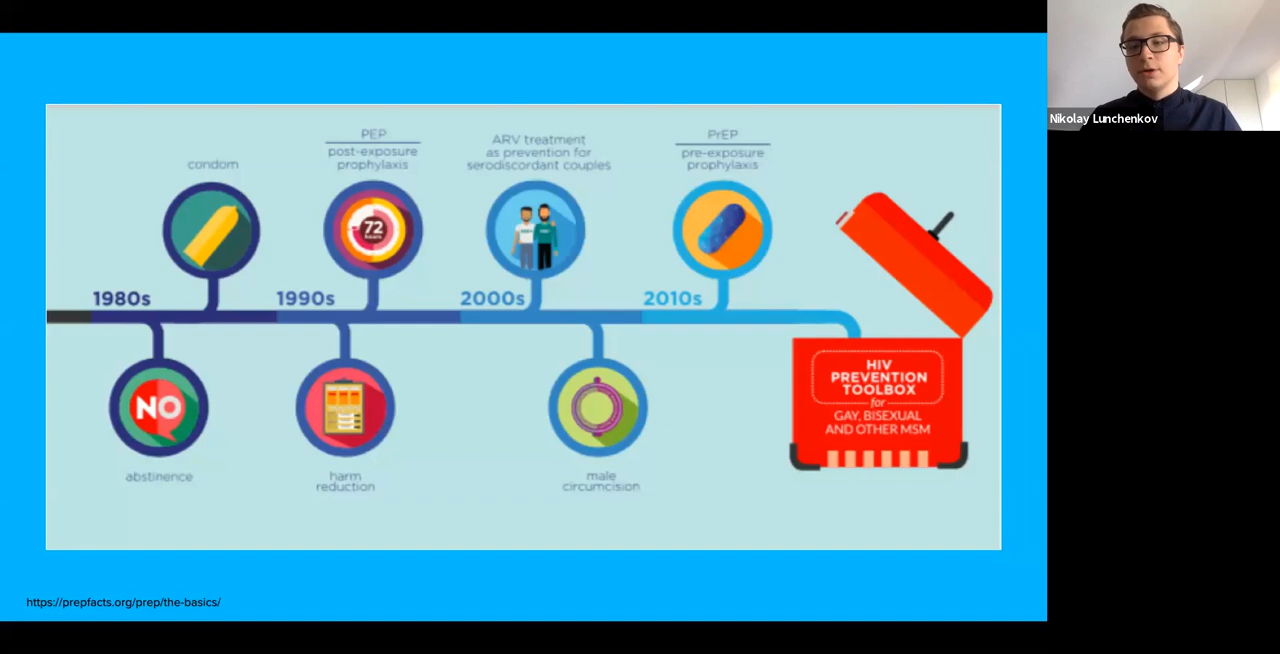 Nikolay Lunchenkov
PEP
post-exposure
prophylaxis
condom
ARV treatment
as prevention for
serodiscordant couples
PrEP
pre-exposure
prophylaxis
72
hours
1980s
1990s
2000s
2010s
NO
abstinence
harm
reduction
male
circumcision
HIV
PREVENTION
TOOLBOX
for
GAY, BISEXUAL
AND OTHER MSM
https://prepfacts.org/prep/the-basics/